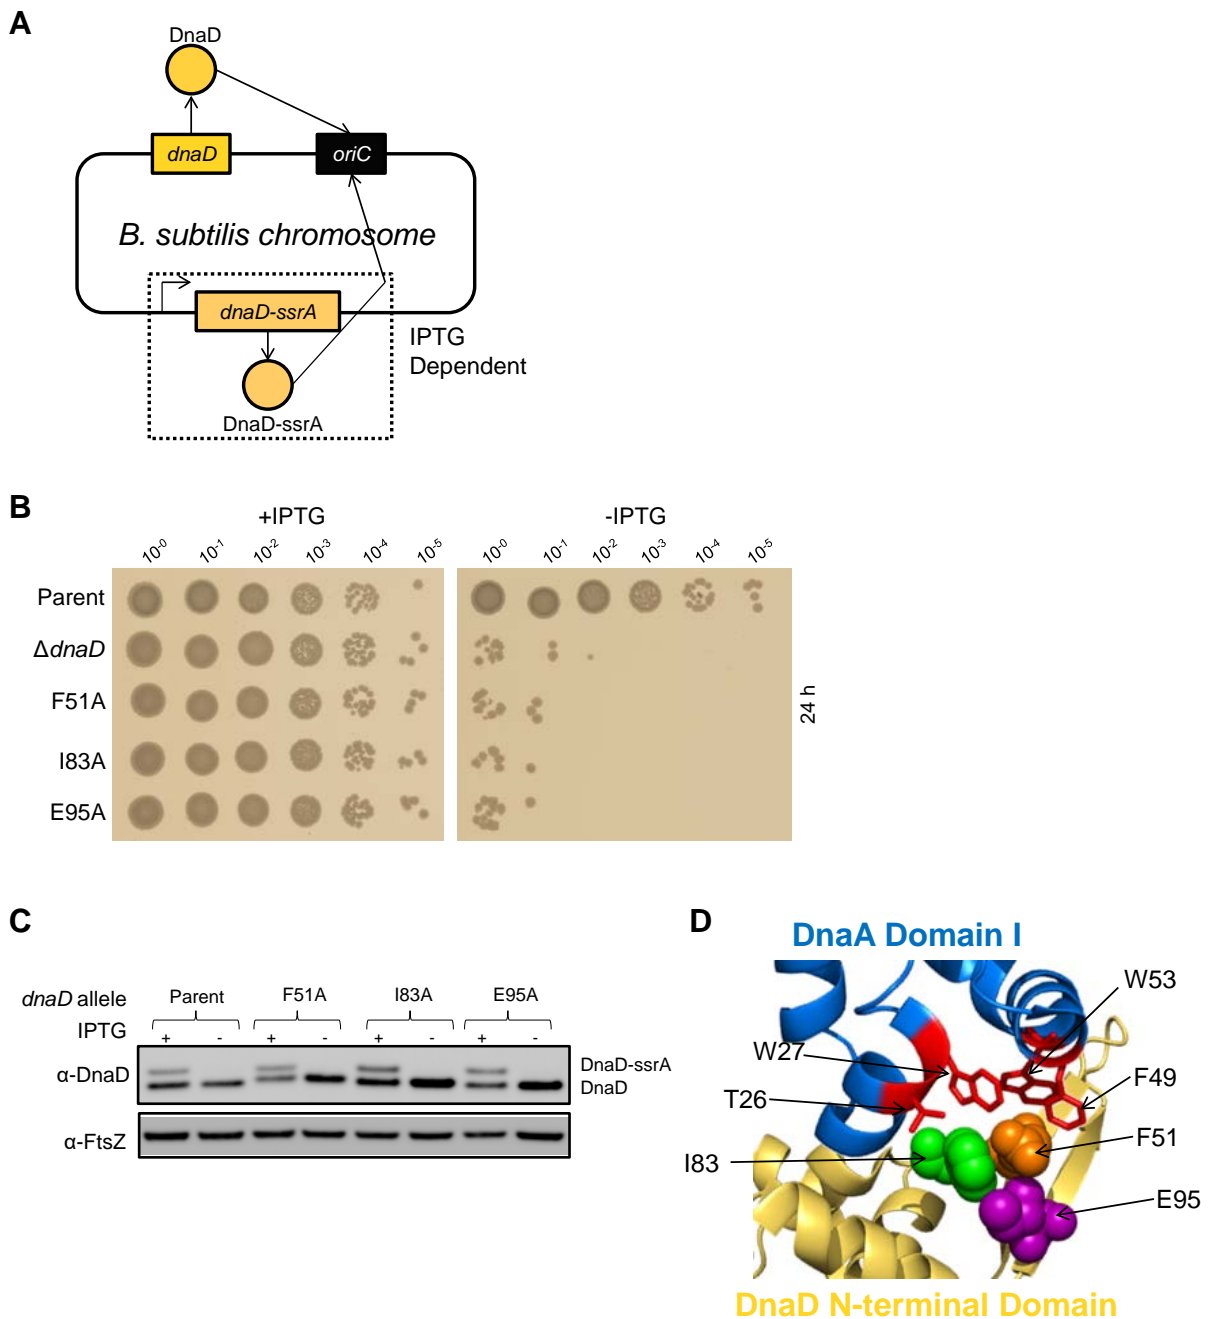 A
DnaD
dnaD
oriC
B. subtilis chromosome
dnaD-ssrA
IPTG
Dependent
DnaD-ssrA
B
+IPTG
-IPTG
10-0 10-1 10-2 10-3 10-4 10-5
10-0 10-1 10-2 10-3 10-4 10-5
Parent
ΔdnaD
F51A
I83A
E95A
24 h
C
dnaD allele Parent F51A I83A E95A
IPTG + - + - + - + -
α-DnaD
DnaD-ssrA
DnaD
α-FtsZ
D
DnaA Domain I
W53
W27
F49
T26
F51
I83
E95
DnaD N-terminal Domain